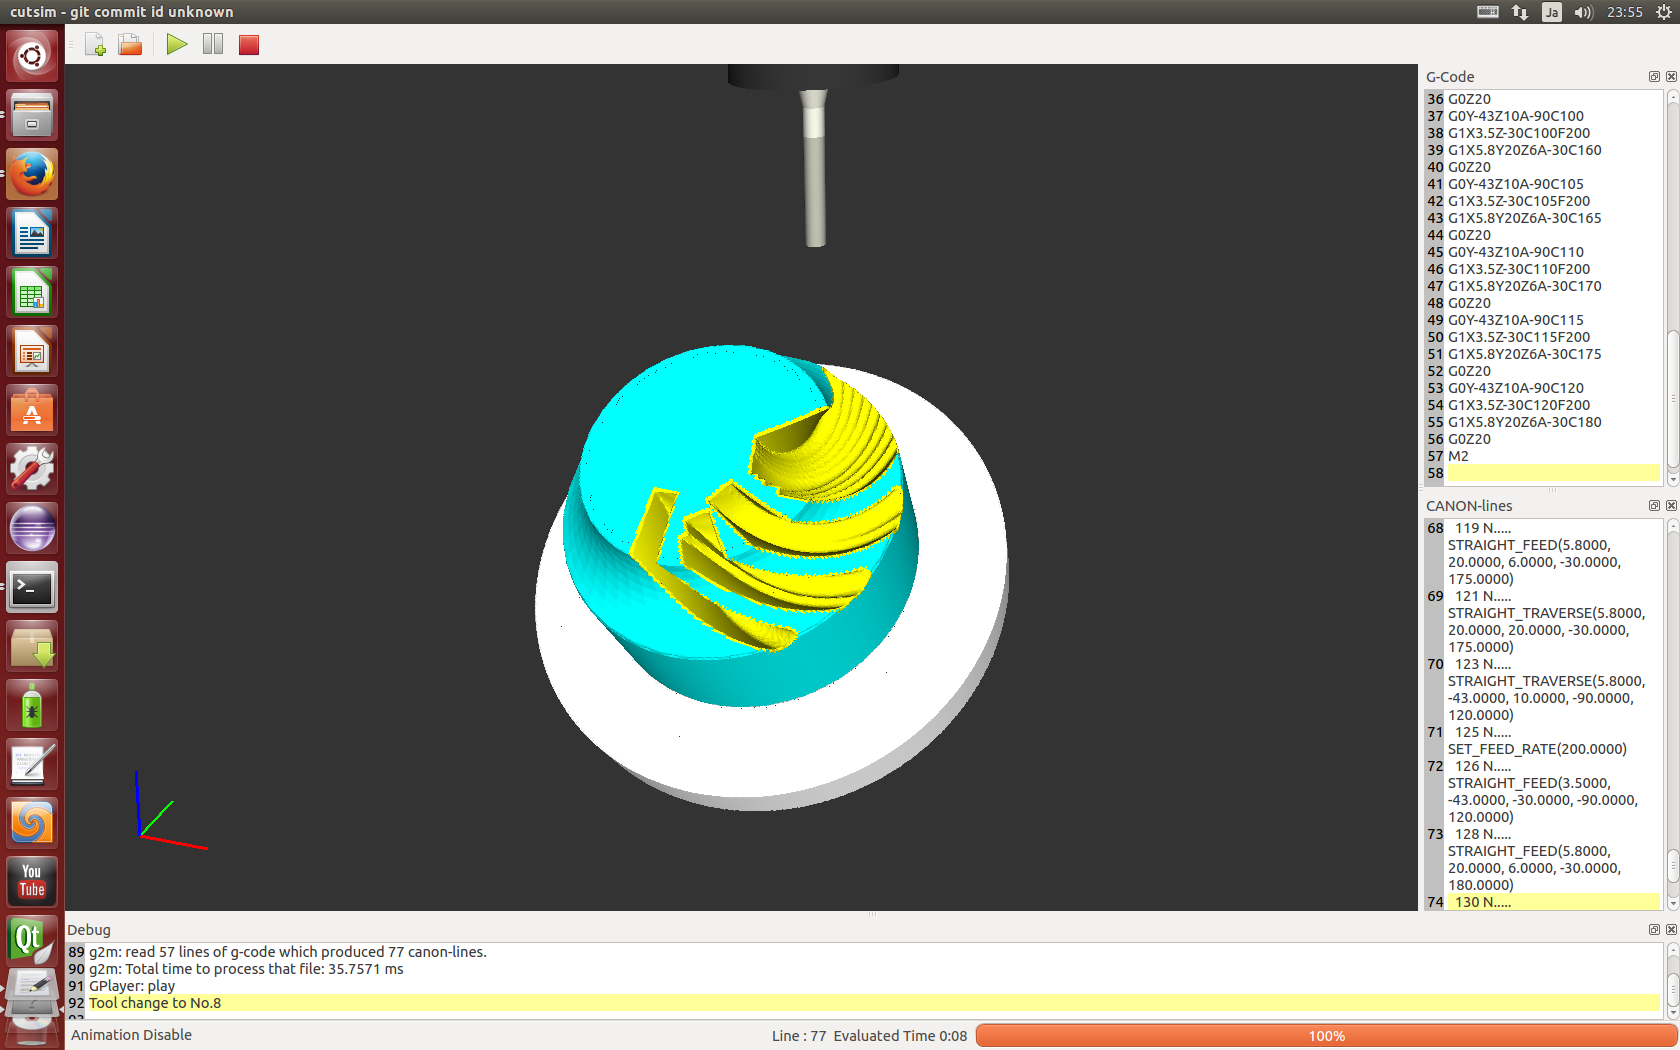 cutsim - git commit id unknown
Ja
23:55
G-Code
36 G0Z20
37 G0Y-43Z10A-90C100
38 G1X3.5Z-30C100F200
39 G1X5.8Y20Z6A-30C160
40 G0Z20
41 G0Y-43Z10A-90C105
42 G1X3.5Z-30C105F200
43 G1X5.8Y20Z6A-30C165
44 G0Z20
45 G0Y-43Z10A-90C110
46 G1X3.5Z-30C110F200
47 G1X5.8Y20Z6A-30C170
48 G0Z20
49 G0Y-43Z10A-90C115
50 G1X3.5Z-30C115F200
51 G1X5.8Y20Z6A-30C175
52 G0Z20
53 G0Y-43Z10A-90C120
54 G1X3.5Z-30C120F200
55 G1X5.8Y20Z6A-30C180
56 G0Z20
57 M2
58
CANON-lines
68 119 N.....
STRAIGHT_FEED(5.8000,
20.0000, 6.0000, -30.0000,
175.0000)
69 121 N.....
STRAIGHT_TRAVERSE(5.8000,
20.0000, 20.0000, -30.0000,
175.0000)
70 123 N.....
STRAIGHT_TRAVERSE(5.8000,
-43.0000, 10.0000, -90.0000,
120.0000)
71 125 N.....
SET_FEED_RATE(200.0000)
72 126 N.....
STRAIGHT_FEED(3.5000,
-43.0000, -30.0000, -90.0000,
120.0000)
73 128 N.....
STRAIGHT_FEED(5.8000,
20.0000, 6.0000, -30.0000,
180.0000)
74 130 N.....
You
Tube
Qt
Debug
89 g2m: read 57 lines of g-code which produced 77 canon-lines.
90 g2m: Total time to process that file: 35.7571 ms
91 GPlayer: play
92 Tool change to No.8
Animation Disable
Line : 77 Evaluated Time 0:08
100%